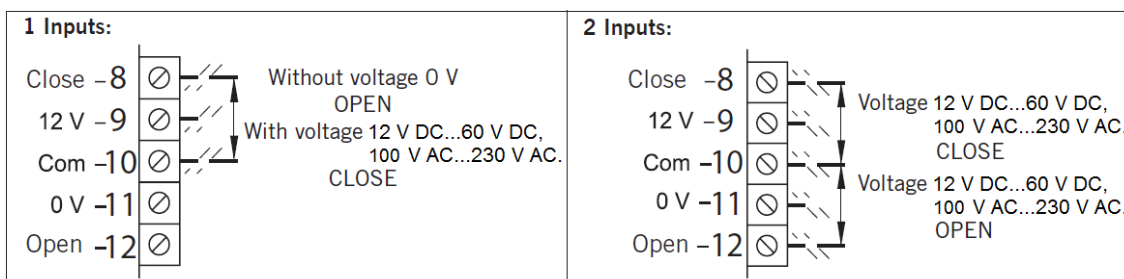 1 Inputs:
Close -8
12 V -9
Com -10
0 V -11
Open -12
Without voltage 0 V
OPEN
With voltage 12 V DC...60 V DC,
100 V AC...230 V AC.
CLOSE
2 Inputs:
Close -8
12 V -9
Com -10
0 V -11
Open -12
Voltage 12 V DC...60 V DC,
100 V AC...230 V AC.
CLOSE
Voltage 12 V DC...60 V DC,
100 V AC...230 V AC.
OPEN